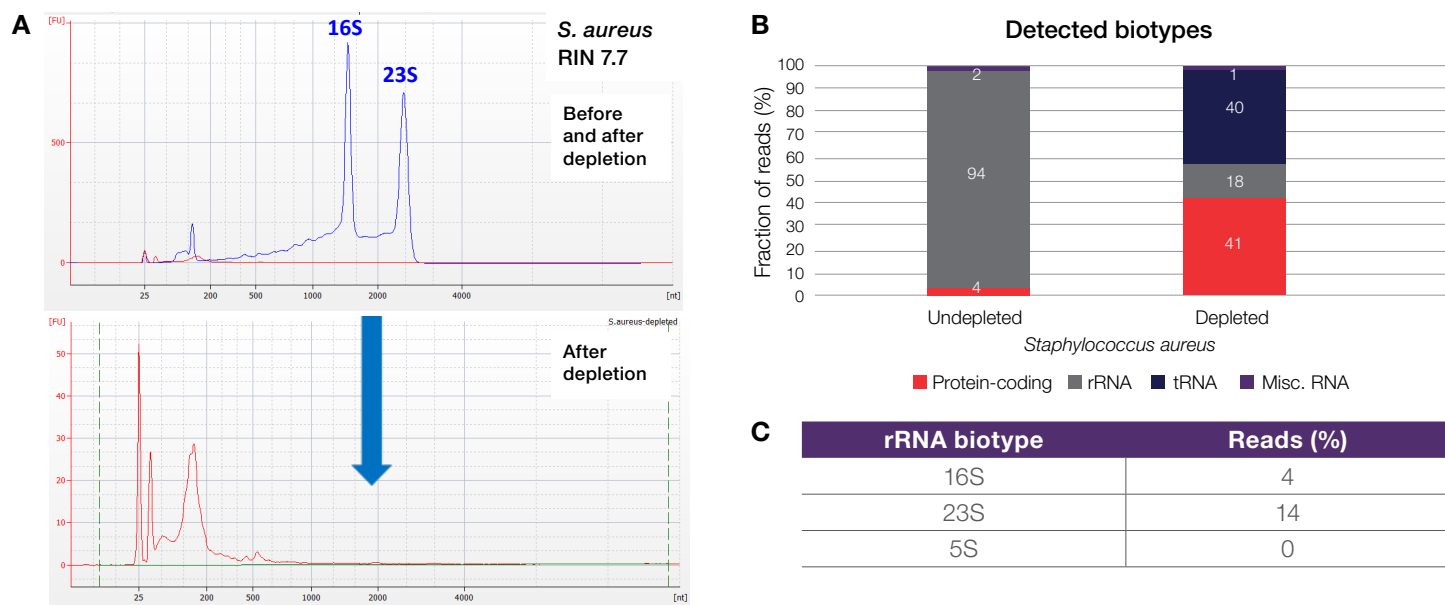 A
[FU]
16S
23S
S. aureus
RIN 7.7
Before
and after
depletion
500
0
25
200
500
1000
2000
4000
[nt]
[FU]
S.aureus-depleted
After
depletion
50
40
30
20
10
0
25
200
500
1000
2000
4000
[nt]
B
Detected biotypes
Fraction of reads (%)
100
90
80
70
60
50
40
30
20
10
0
2
94
4
1
40
18
41
Undepleted
Depleted
Staphylococcus aureus
Protein-coding
rRNA
tRNA
Misc. RNA
C
rRNA biotype Reads (%)
16S 4
23S 14
5S 0